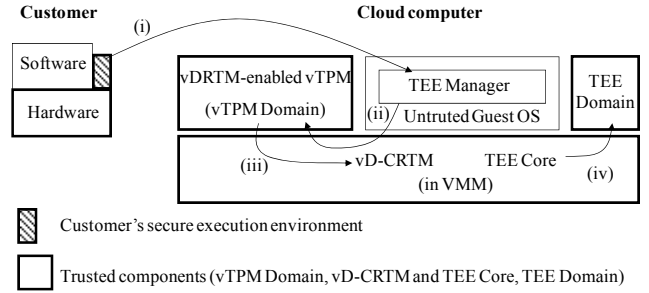 Customer
Cloud computer
(i)
Software
Hardware
vDRTM-enabled vTPM
(vTPM Domain)
TEE Manager
(ii)
Untruted Guest OS
TEE
Domain
(iii)
vD-CRTM
TEE Core
(iv)
(in VMM)
Customer's secure execution environment
Trusted components (vTPM Domain, vD-CRTM and TEE Core, TEE Domain)